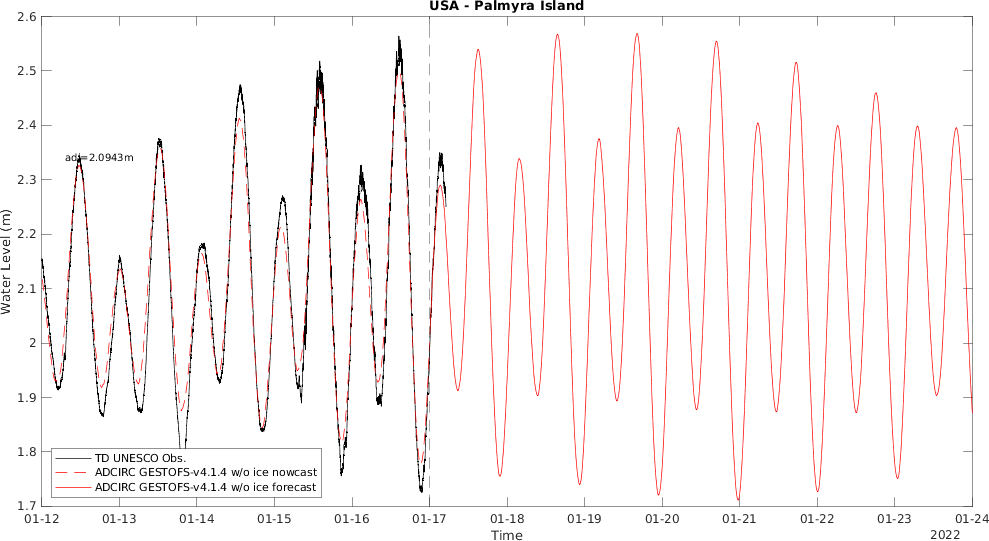 USA - Palmyra Island
2.6
2.5
2.4
2.3
2.2
2.1
2
1.9
1.8
1.7
Water Level (m)
adj=2.0943m
TD UNESCO Obs.
ADCIRC GESTOFS-v4.1.4 w/o ice nowcast
ADCIRC GESTOFS-v4.1.4 w/o ice forecast
01-12 01-13 01-14 01-15 01-16 01-17 01-18 01-19 01-20 01-21 01-22 01-23 01-24
Time
2022